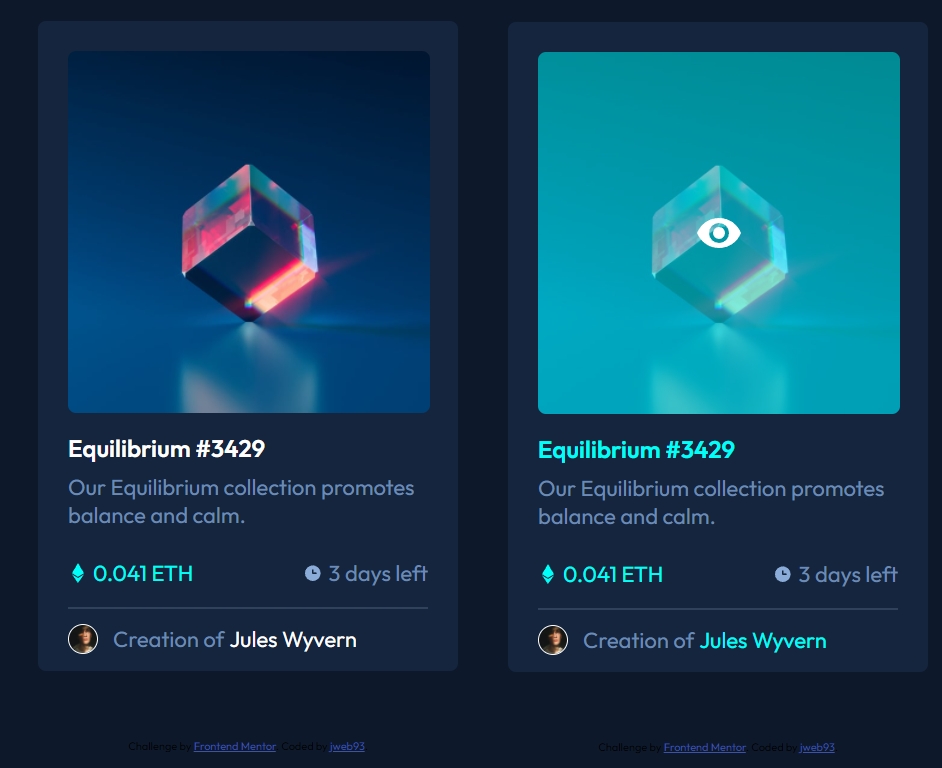 Equilibrium #3429
Our Equilibrium collection promotes
balance and calm.
0.041 ETH
3 days left
Creation of Jules Wyvern
Challenge by Frontend Mentor. Coded by jweb93
Equilibrium #3429
Our Equilibrium collection promotes
balance and calm.
0.041 ETH
3 days left
Creation of Jules Wyvern
Challenge by Frontend Mentor. Coded by jweb93